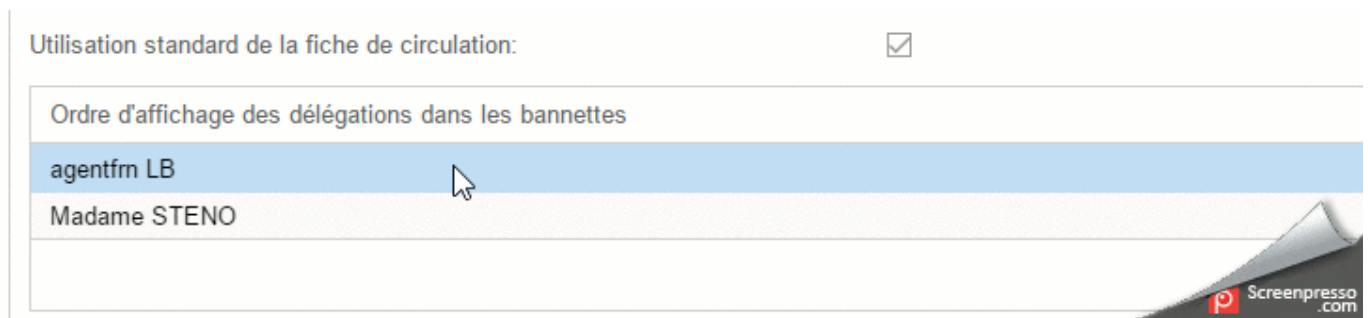 Utilisation standard de la fiche de circulation:
Ordre d'affichage des délégations dans les bannettes
agentfrn LB
Madame STENO
Screenpresso
.com